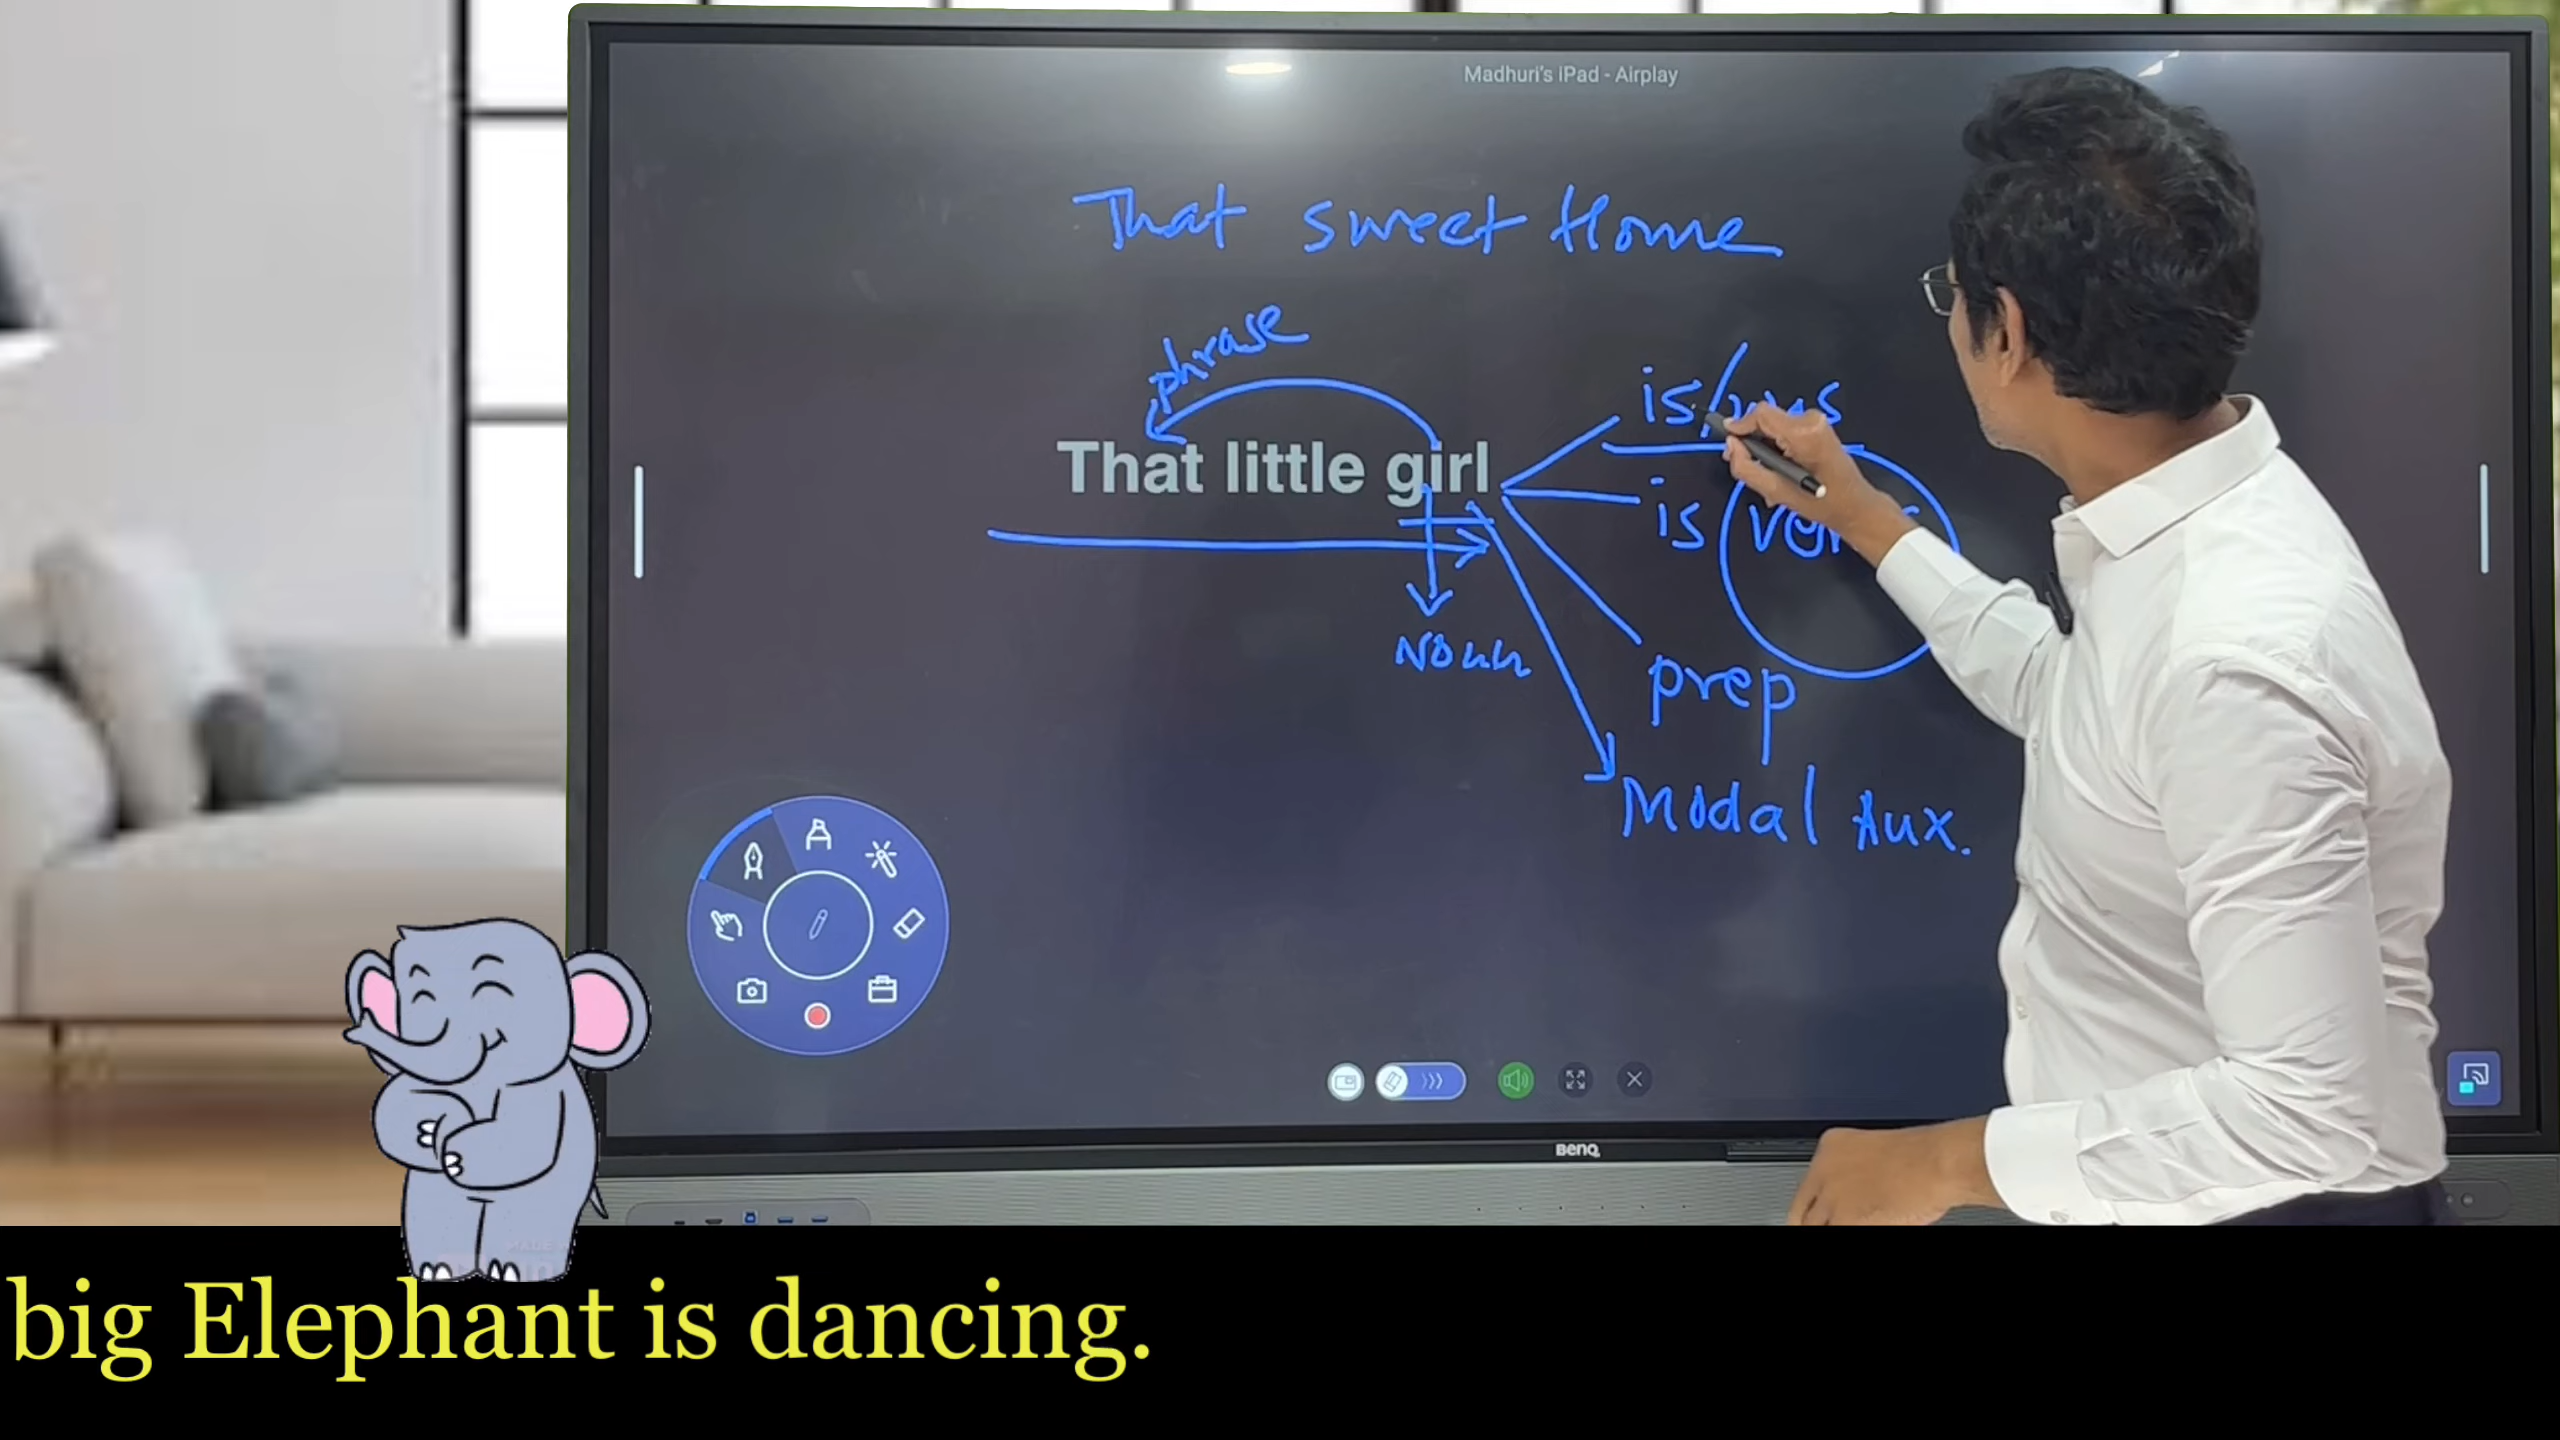 Madhuri's iPad - Airplay
That sweet Home
phrase
is/
That little girl
is
Noun
prep
Modal Aux.
BenQ
big Elephant is dancing.